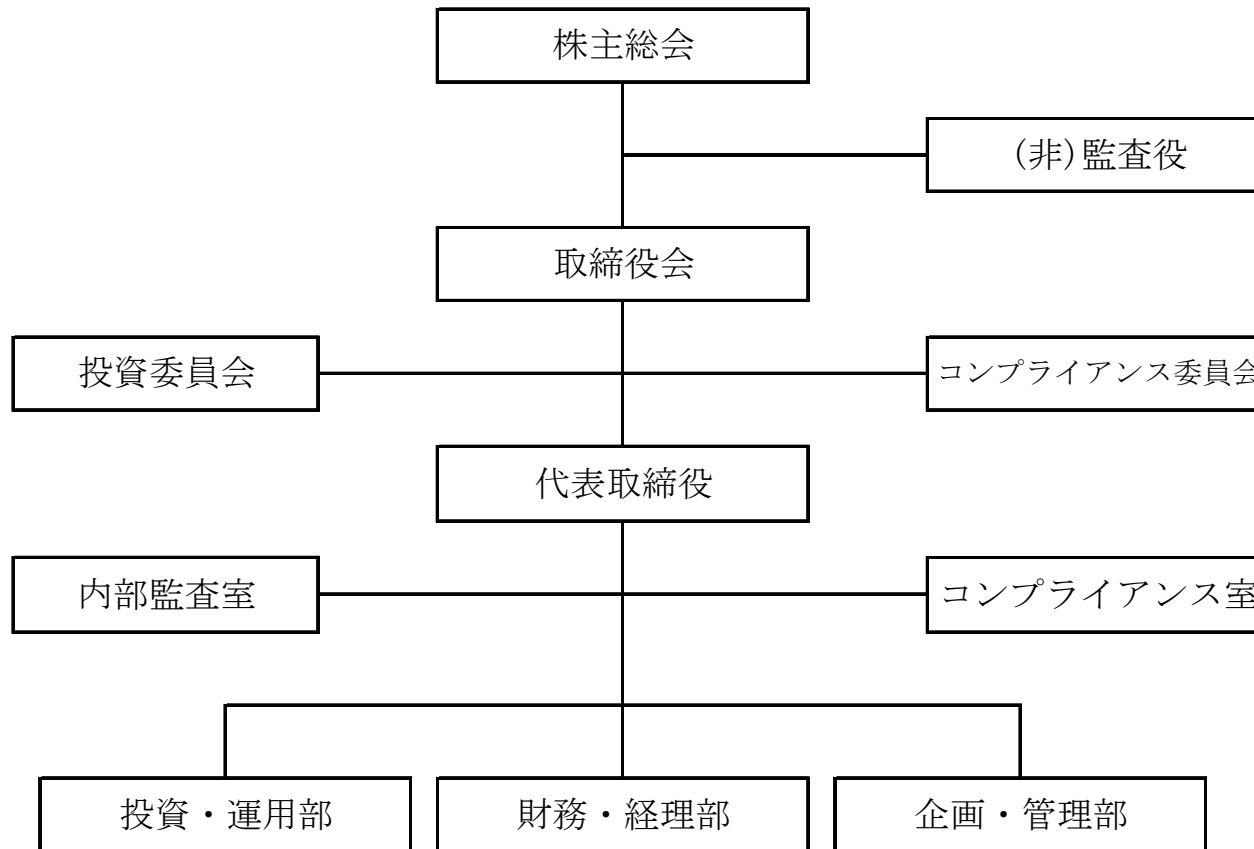 株主総会
(非)監査役
取締役会
投資委員会
コンプライアンス委員会
代表取締役
内部監査室
コンプライアンス室
投資・運用部
財務・経理部
企画・管理部